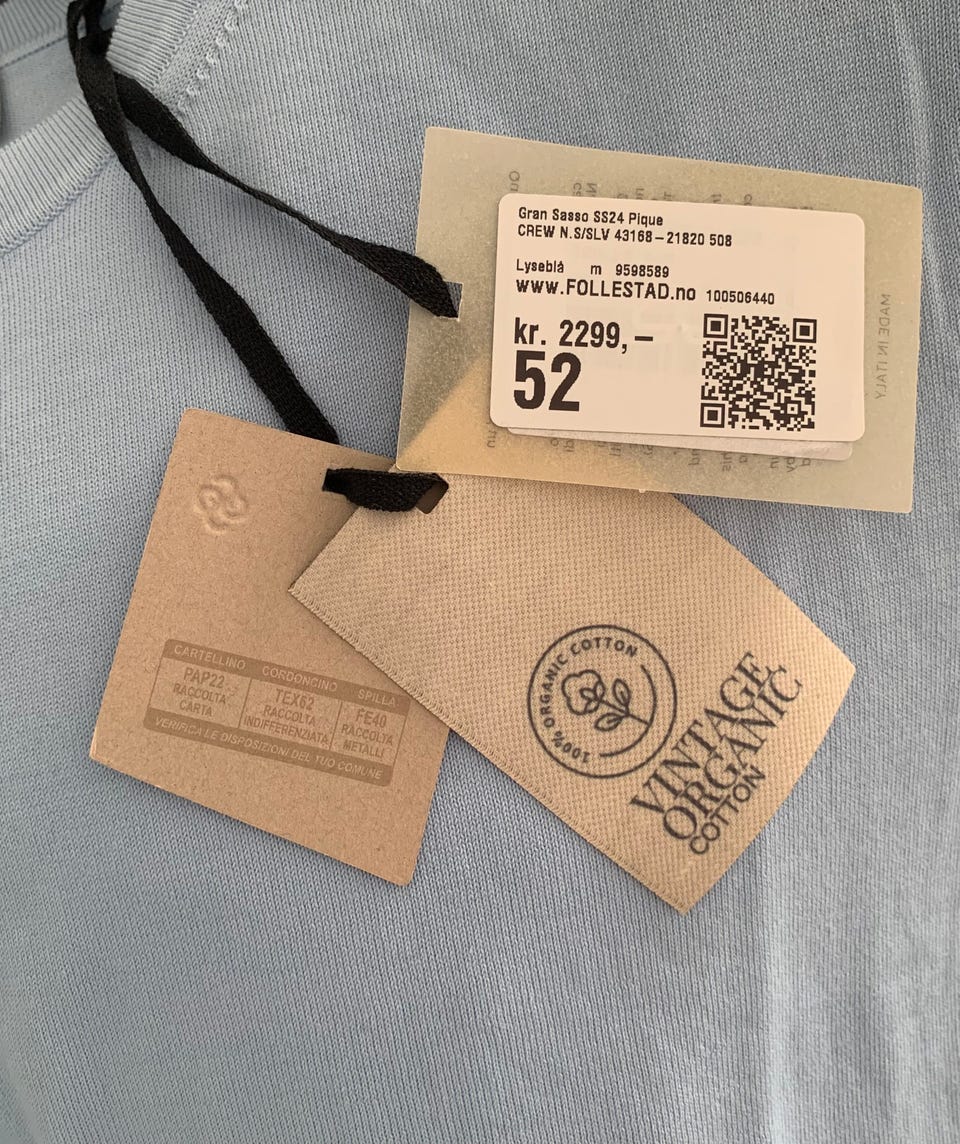 Gran Sasso SS24 Pique
CREW N.S/SLV 43168-21820 508
Lyseblå m 9598589
www.FOLLESTAD.no 100506440
kr. 2299,-
52
MADE IN ITALY
CARTELLINO CORDONCINO SPILLA
PAP22 TEX62 FE40
RACCOLTA CARTA RACCOLTA INDIFFERENZIATA RACCOLTA METALLI
VERIFICA LE DISPOSIZIONI DEL TUO COMUNE
100% ORGANIC COTTON
VINTAGE
ORGANIC
COTTON